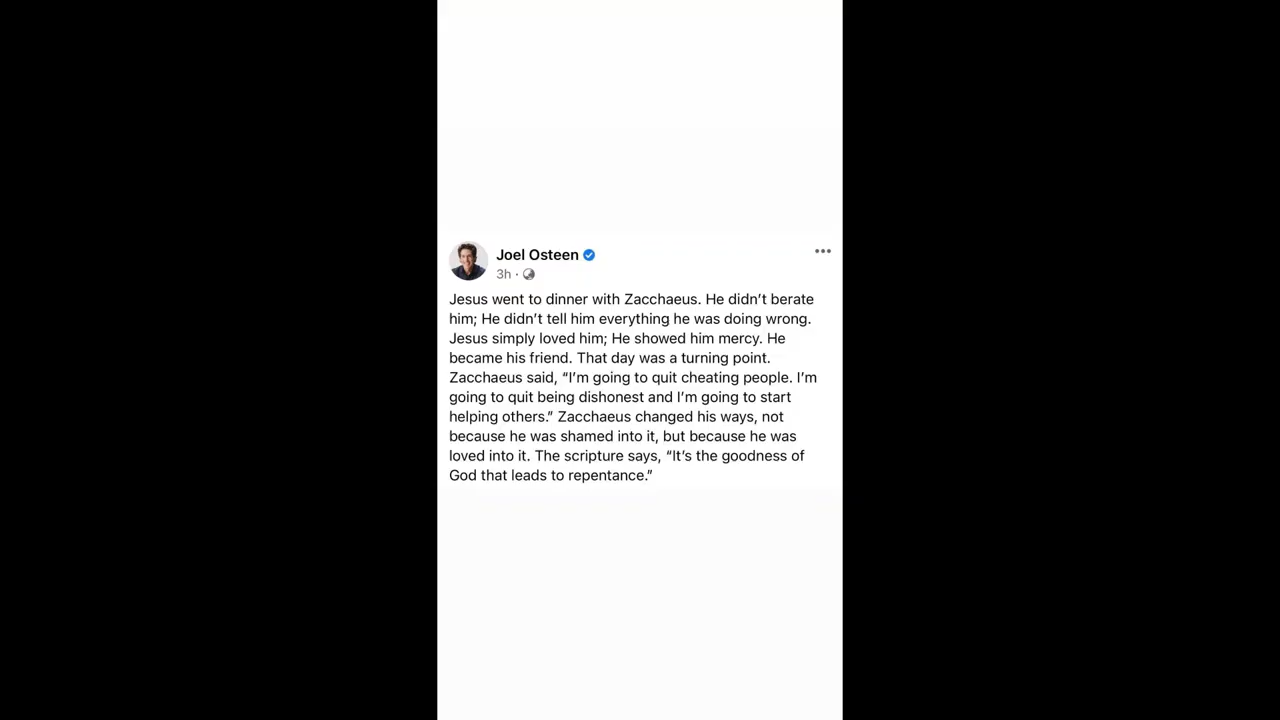 Joel Osteen
3h ·
Jesus went to dinner with Zacchaeus. He didn’t berate
him; He didn’t tell him everything he was doing wrong.
Jesus simply loved him; He showed him mercy. He
became his friend. That day was a turning point.
Zacchaeus said, “I’m going to quit cheating people. I’m
going to quit being dishonest and I’m going to start
helping others.” Zacchaeus changed his ways, not
because he was shamed into it, but because he was
loved into it. The scripture says, “It’s the goodness of
God that leads to repentance.”